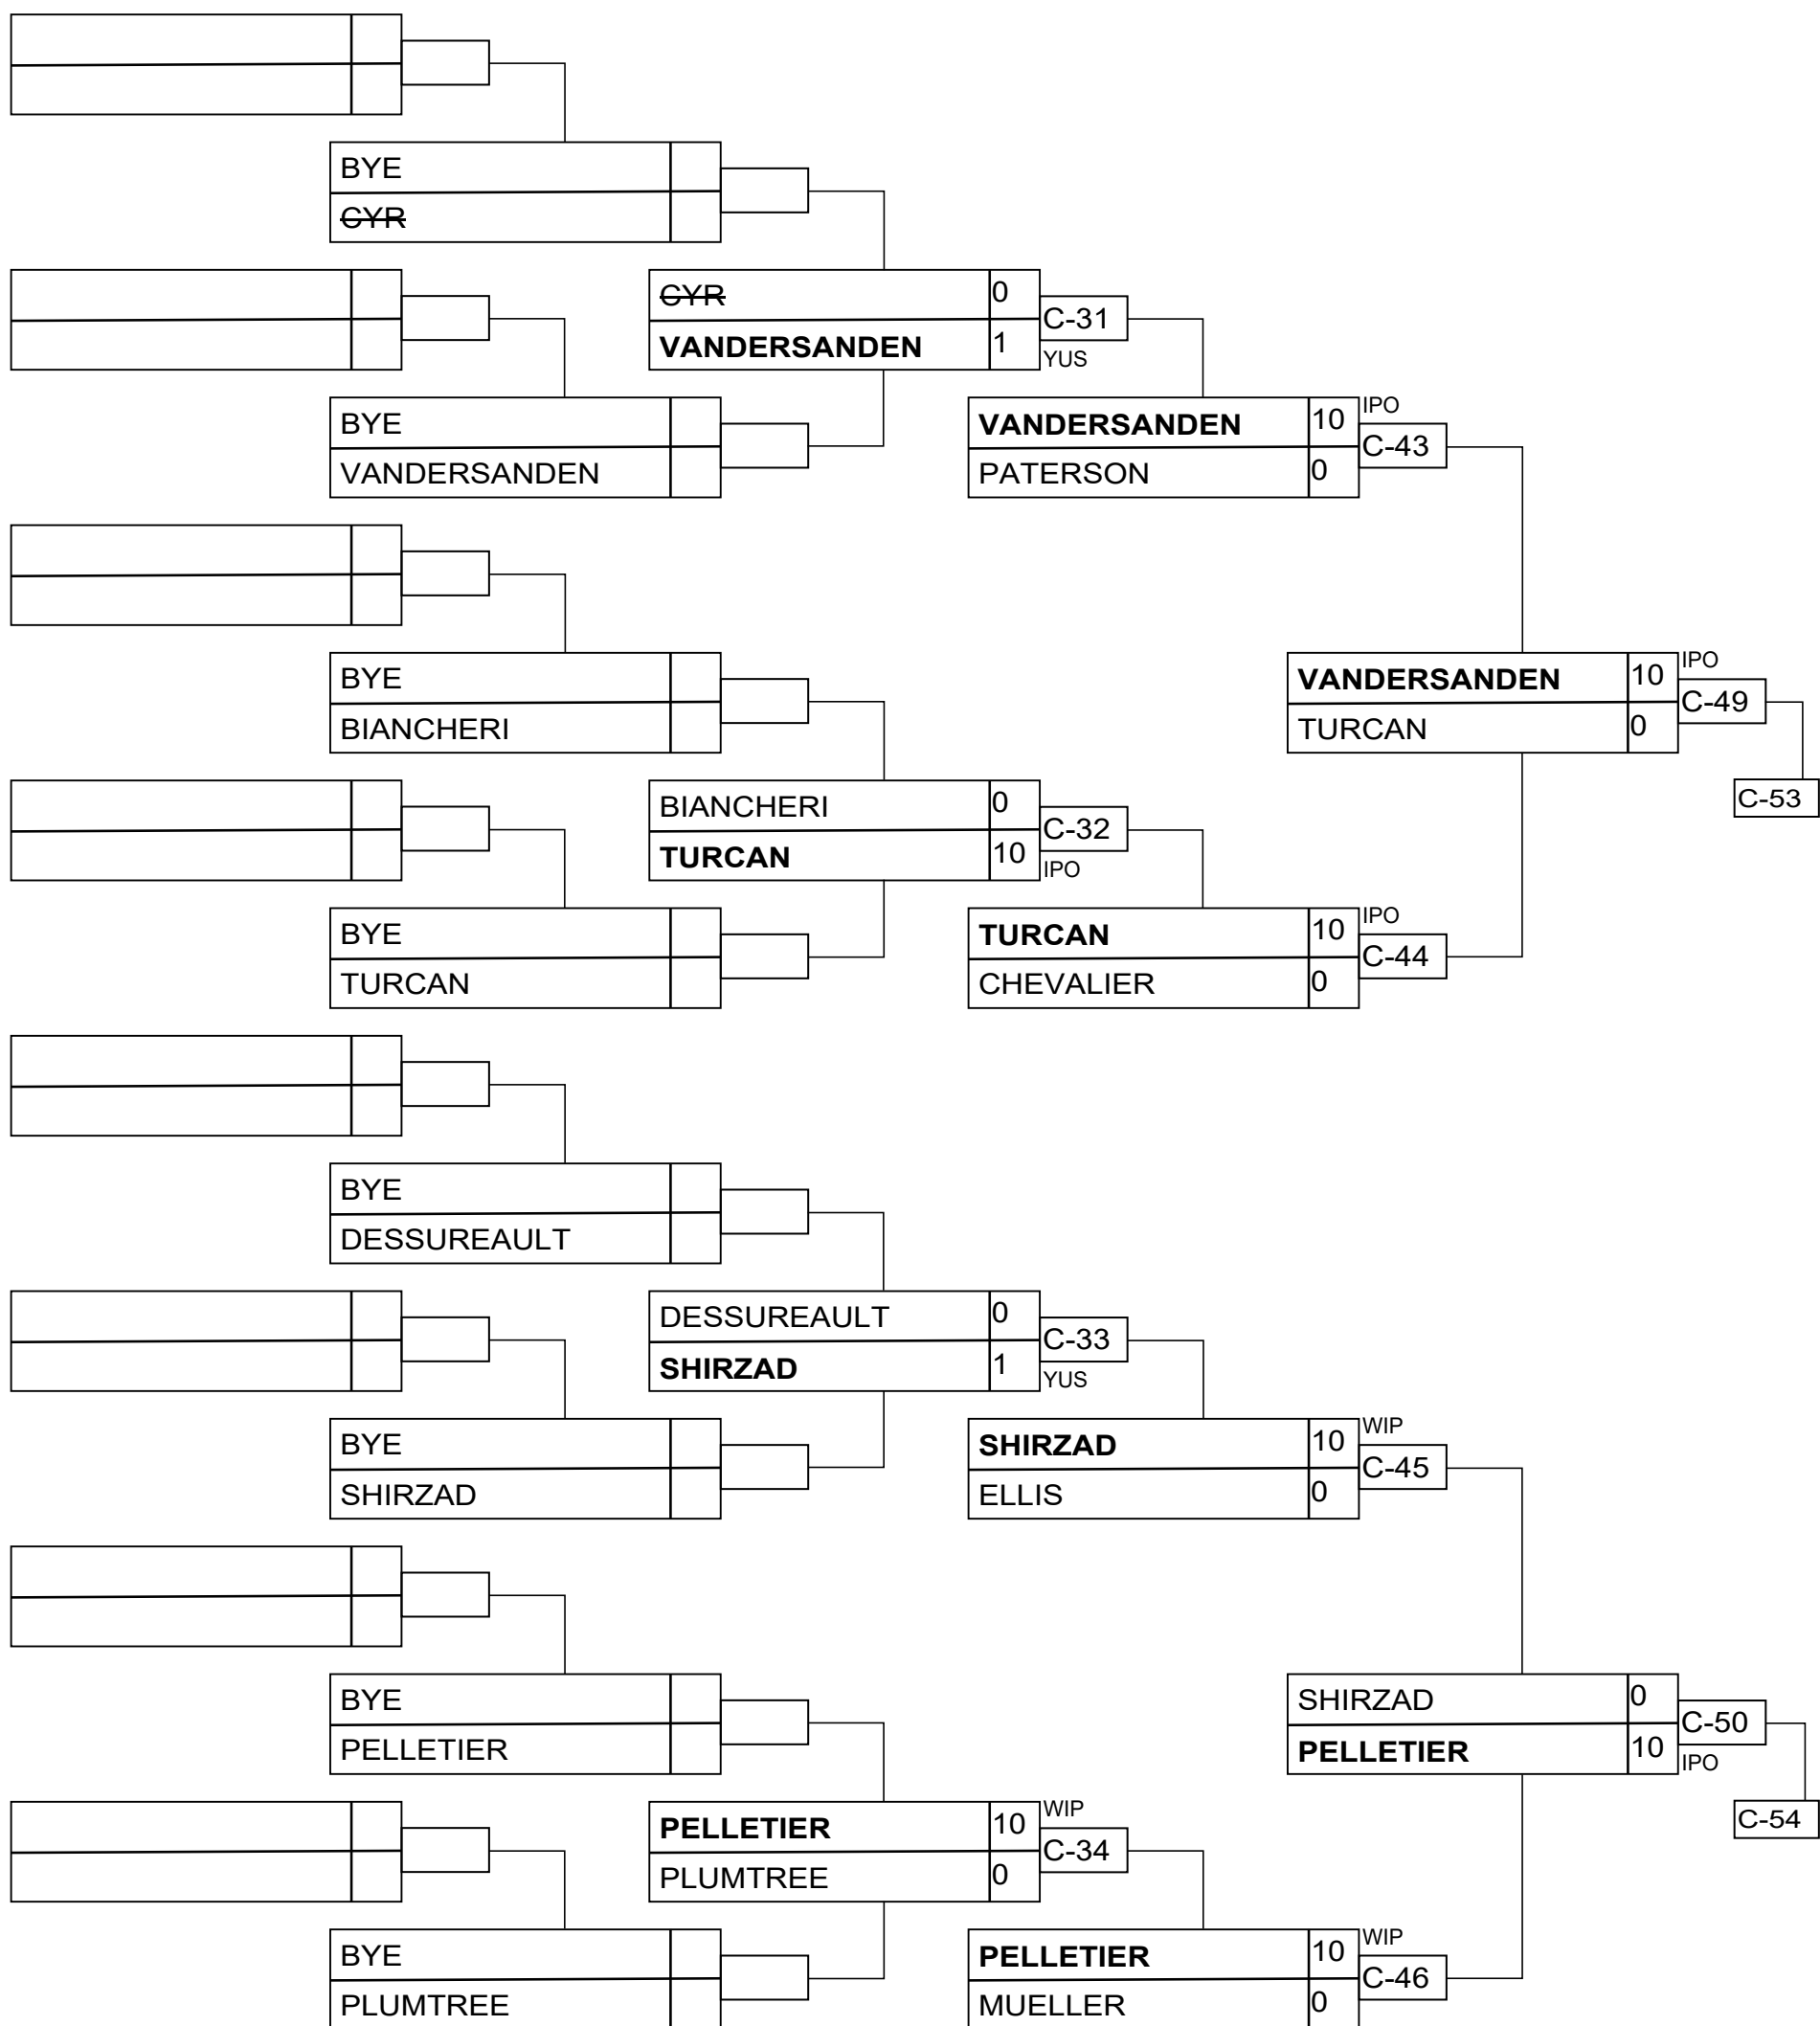 BYE
CYR
CYR 0
C-31
VANDERSANDEN 1
YUS
BYE
VANDERSANDEN
IPO
VANDERSANDEN 10
C-43
PATERSON 0
BYE
BIANCHERI
IPO
VANDERSANDEN 10
C-49
TURCAN 0
C-53
BIANCHERI 0
C-32
TURCAN 10
IPO
BYE
TURCAN
IPO
TURCAN 10
C-44
CHEVALIER 0
BYE
DESSUREAULT
DESSUREAULT 0
C-33
SHIRZAD 1
YUS
BYE
SHIRZAD
WIP
SHIRZAD 10
C-45
ELLIS 0
BYE
PELLETIER
SHIRZAD 0
C-50
PELLETIER 10
IPO
C-54
WIP
PELLETIER 10
C-34
PLUMTREE 0
BYE
PLUMTREE
WIP
PELLETIER 10
C-46
MUELLER 0